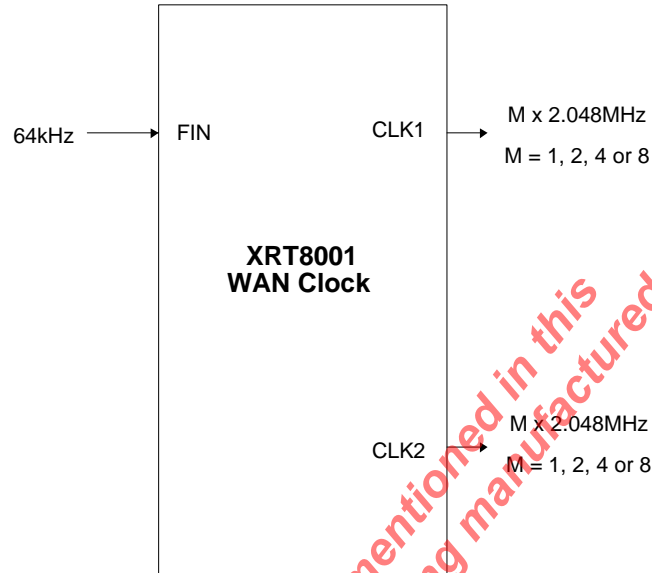 64kHz
FIN
CLK1
M x 2.048MHz
M = 1, 2, 4 or 8
XRT8001
WAN Clock
CLK2
M x 2.048MHz
M = 1, 2, 4 or 8
mentioned in this
manufactured